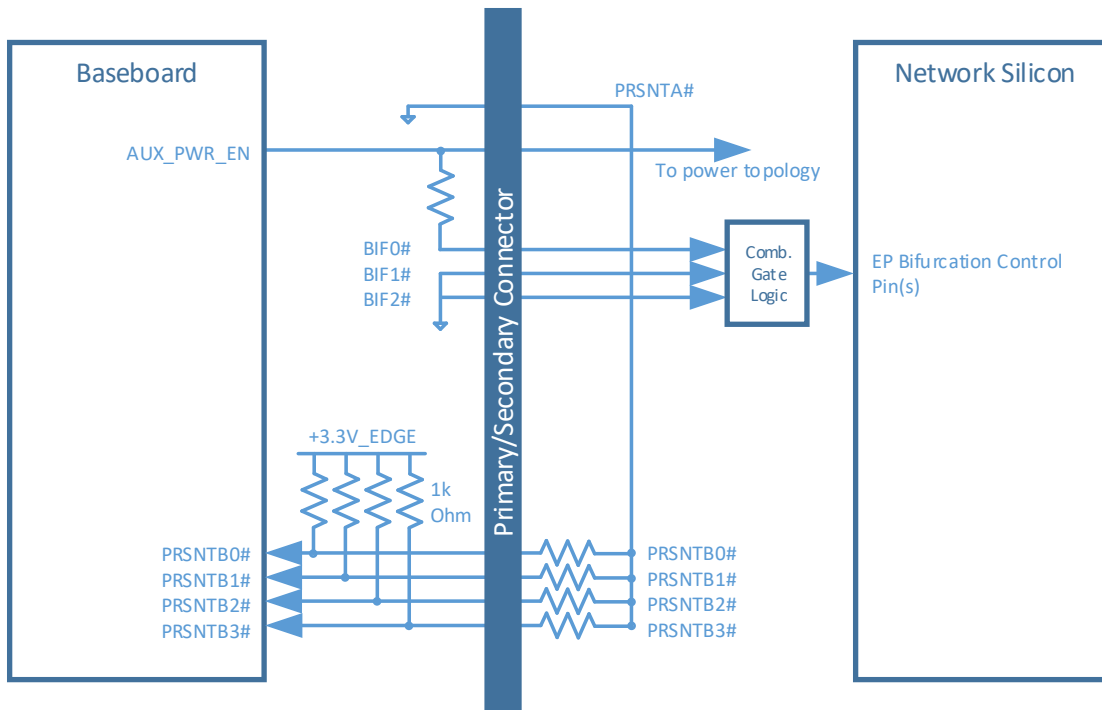 Baseboard
Network Silicon
PRSNTA#
AUX_PWR_EN
To power topology
Primary/Secondary Connector
BIF0#
BIF1#
BIF2#
Comb.
Gate
Logic
EP Bifurcation Control
Pin(s)
+3.3V_EDGE
1k
Ohm
PRSNTB0#
PRSNTB1#
PRSNTB2#
PRSNTB3#
PRSNTB0#
PRSNTB1#
PRSNTB2#
PRSNTB3#